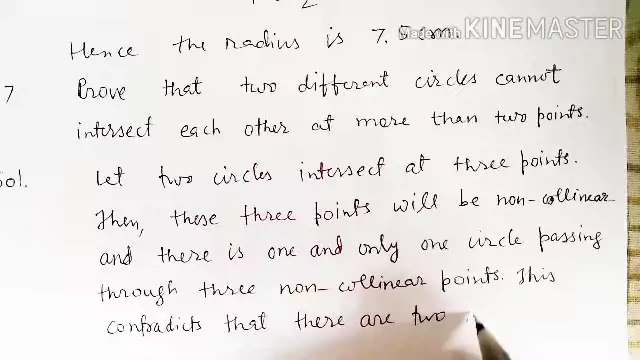 Hence the radius is 7.5 cm.
Made with KINEMASTER
7 Prove that two different circles cannot
intersect each other at more than two points.
Sol. Let two circles intersect at three points.
Then, these three points will be non-collinear
and there is one and only one circle passing
through three non-collinear points. This
contradicts that there are two